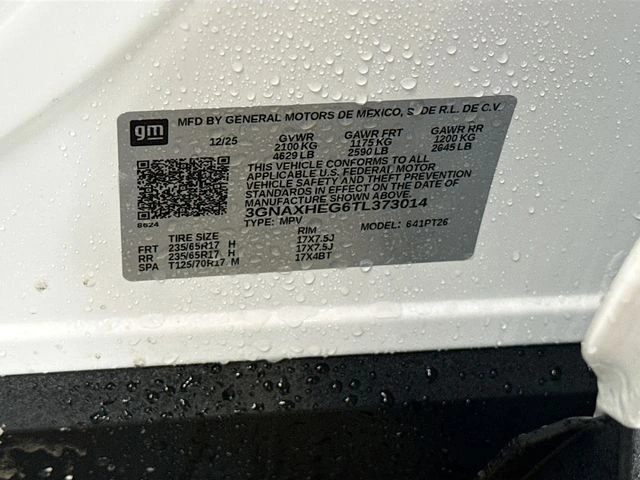 gm MFD BY GENERAL MOTORS DE MEXICO, S. DE R.L. DE C.V.
12/25 GVWR GAWR FRT GAWR RR
2100 KG 1175 KG 1200 KG
4629 LB 2590 LB 2645 LB
THIS VEHICLE CONFORMS TO ALL
APPLICABLE U.S. FEDERAL MOTOR
VEHICLE SAFETY AND THEFT PREVENTION
STANDARDS IN EFFECT ON THE DATE OF
MANUFACTURE SHOWN ABOVE.
3GNAXHEG6TL373014
8624 TYPE: MPV MODEL: 641PT26
TIRE SIZE RIM
FRT 235/65R17 H 17X7.5J
RR 235/65R17 H 17X7.5J
SPA T125/70R17 M 17X4BT